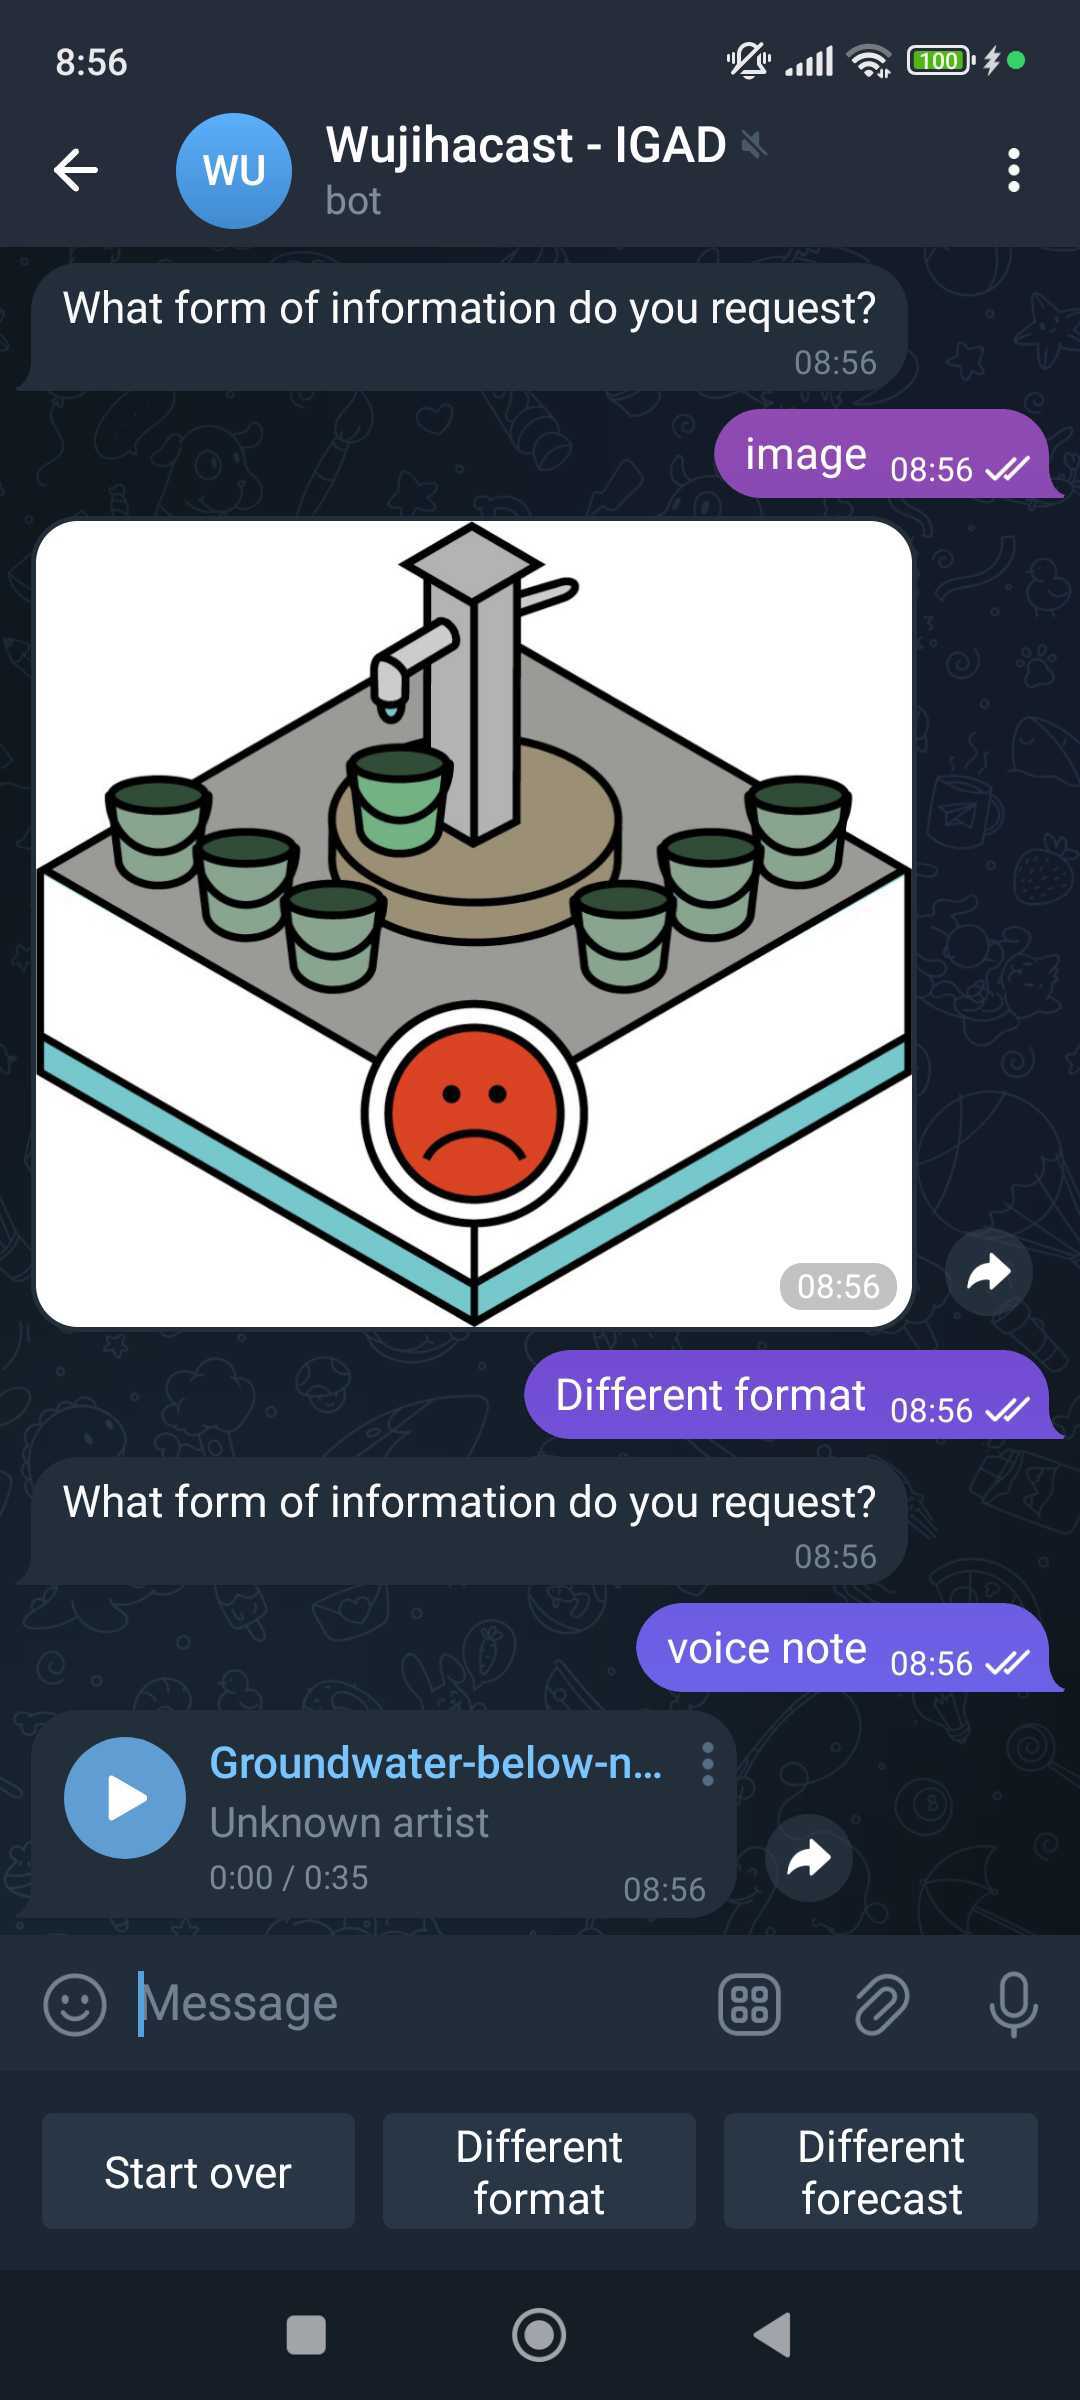 8:56
100
WU
Wujihacast - IGAD
bot
What form of information do you request?
08:56
image 08:56
08:56
Different format 08:56
What form of information do you request?
08:56
voice note 08:56
Groundwater-below-n...
Unknown artist
0:00 / 0:35
08:56
Message
Start over
Different
format
Different
forecast